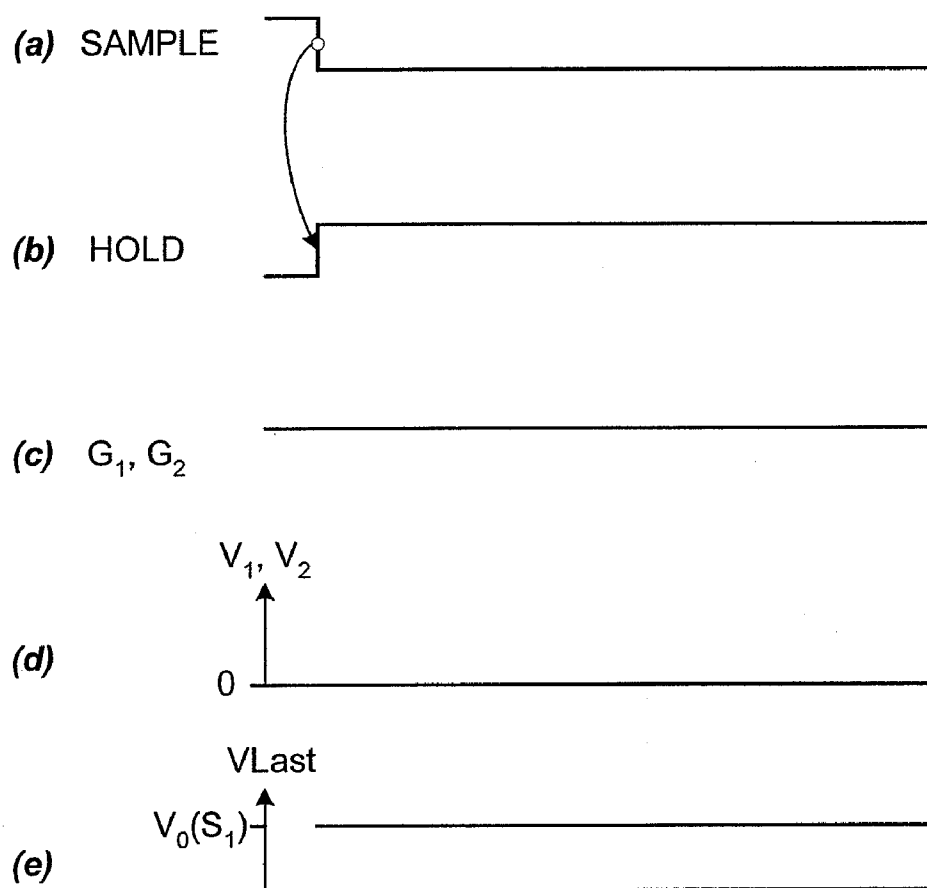 (a) SAMPLE
(b) HOLD
(c) G₁, G₂
V₁, V₂
(d)
0
VLast
V₀(S₁)
(e)